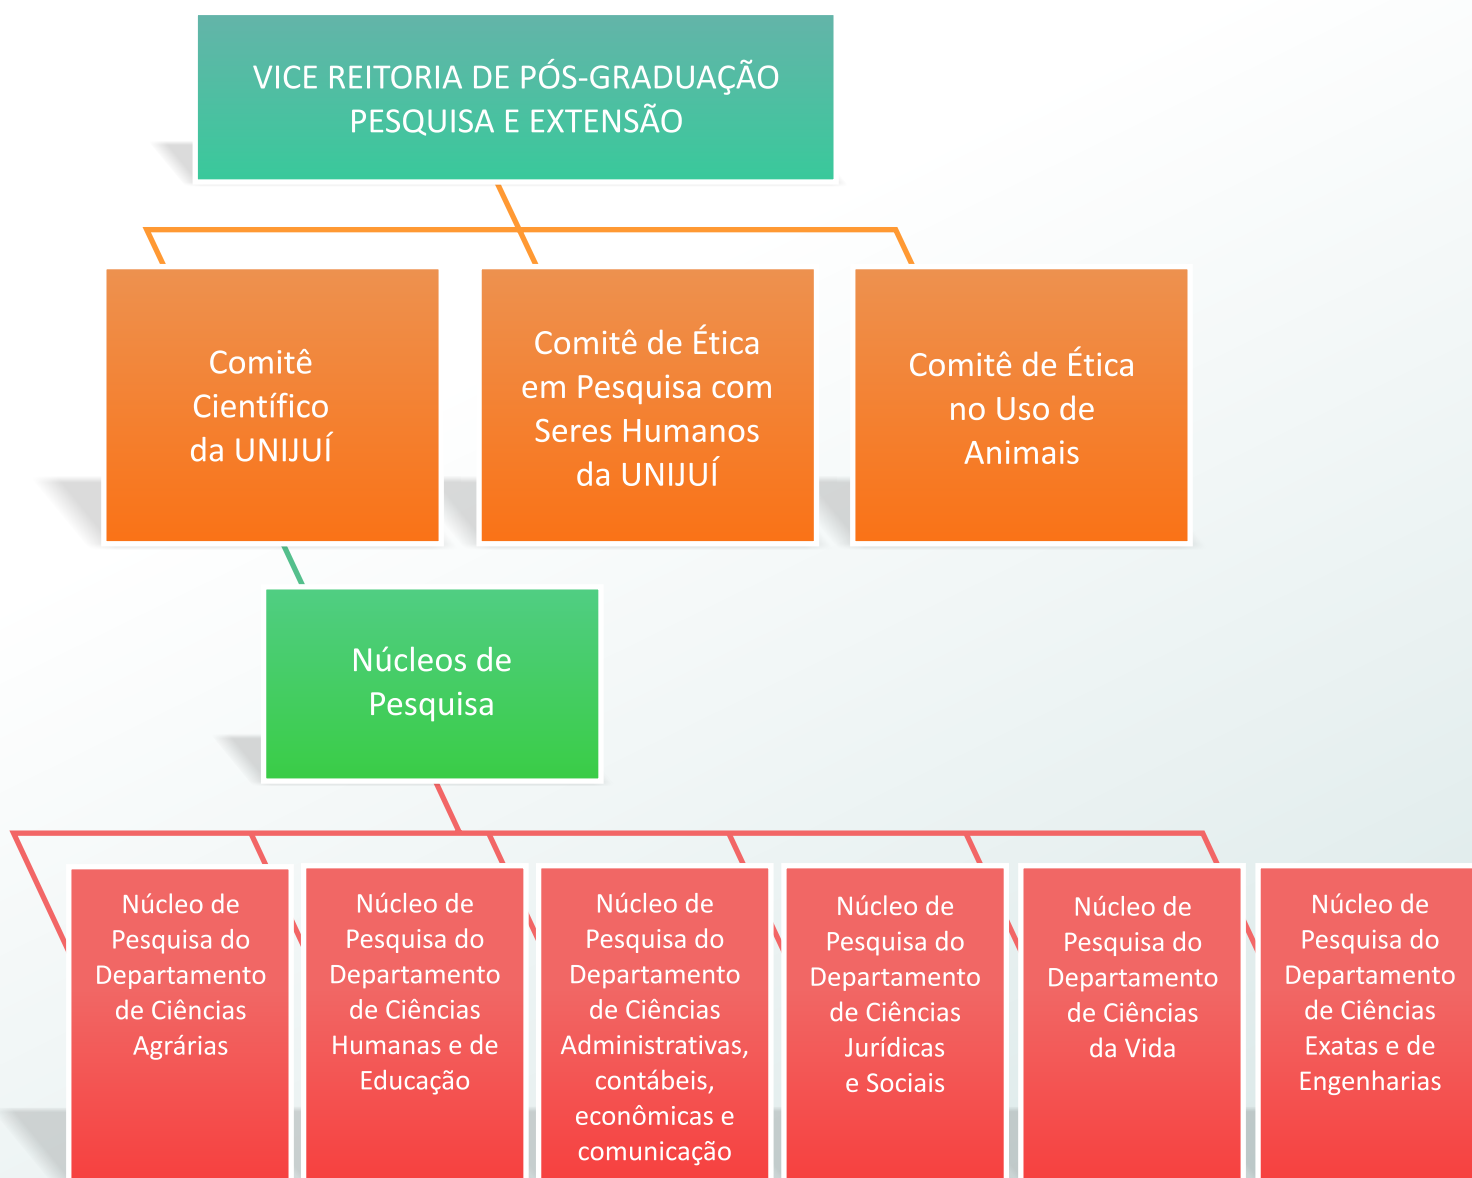 VICE REITORIA DE PÓS-GRADUAÇÃO
PESQUISA E EXTENSÃO
Comitê
Científico
da UNIJUÍ
Comitê de Ética
em Pesquisa com
Seres Humanos
da UNIJUÍ
Comitê de Ética
no Uso de
Animais
Núcleos de
Pesquisa
Núcleo de
Pesquisa do
Departamento
de Ciências
Agrárias
Núcleo de
Pesquisa do
Departamento
de Ciências
Humanas e de
Educação
Núcleo de
Pesquisa do
Departamento
de Ciências
Administrativas,
contábeis,
econômicas e
comunicação
Núcleo de
Pesquisa do
Departamento
de Ciências
Jurídicas
e Sociais
Núcleo de
Pesquisa do
Departamento
de Ciências
da Vida
Núcleo de
Pesquisa do
Departamento
de Ciências
Exatas e de
Engenharias